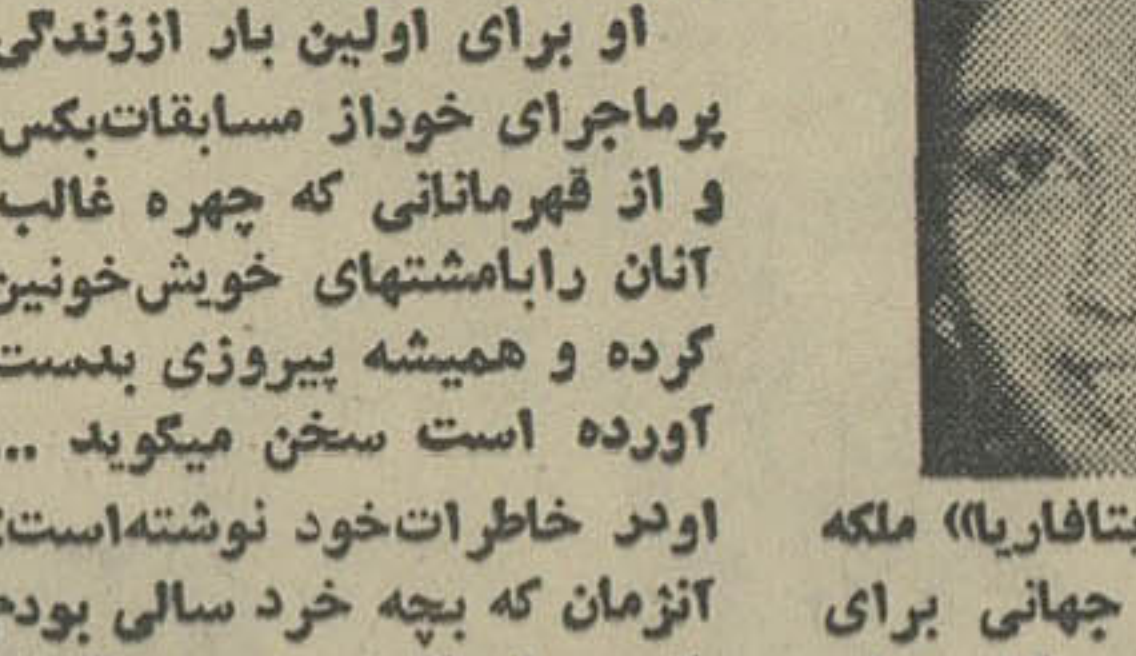 او برای اولین بار اززندگی
پرماجرای خوداز مسابقات‌بکس
و از قهرمانانی که چهره غالب
آنان رابامشتهای خویش‌خونین
کرده و همیشه پیروزی بدست
آورده است سخن میگوید ..
اودر خاطرات‌خود نوشته‌است:
آنزمان که بچه خرد سالی بودم
ملکه
جهانی برای